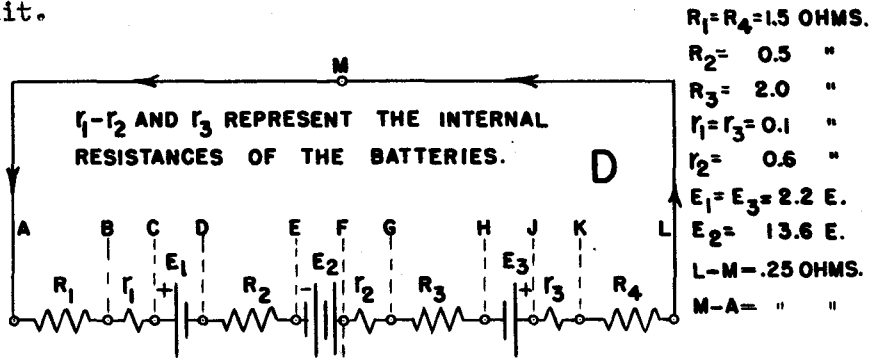 it.
R₁=R₄=1.5 OHMS.
R₂= 0.5 "
R₃= 2.0 "
r₁=r₃=0.1 "
r₂= 0.6 "
E₁=E₃=2.2 E.
E₂= 13.6 E.
L-M=.25 OHMS.
M-A= " "
M
r₁-r₂ AND r₃ REPRESENT THE INTERNAL
RESISTANCES OF THE BATTERIES.
D
A B C D E F G H J K L
R₁ r₁ + E₁ R₂ - E₂ r₂ R₃ E₃ + r₃ R₄